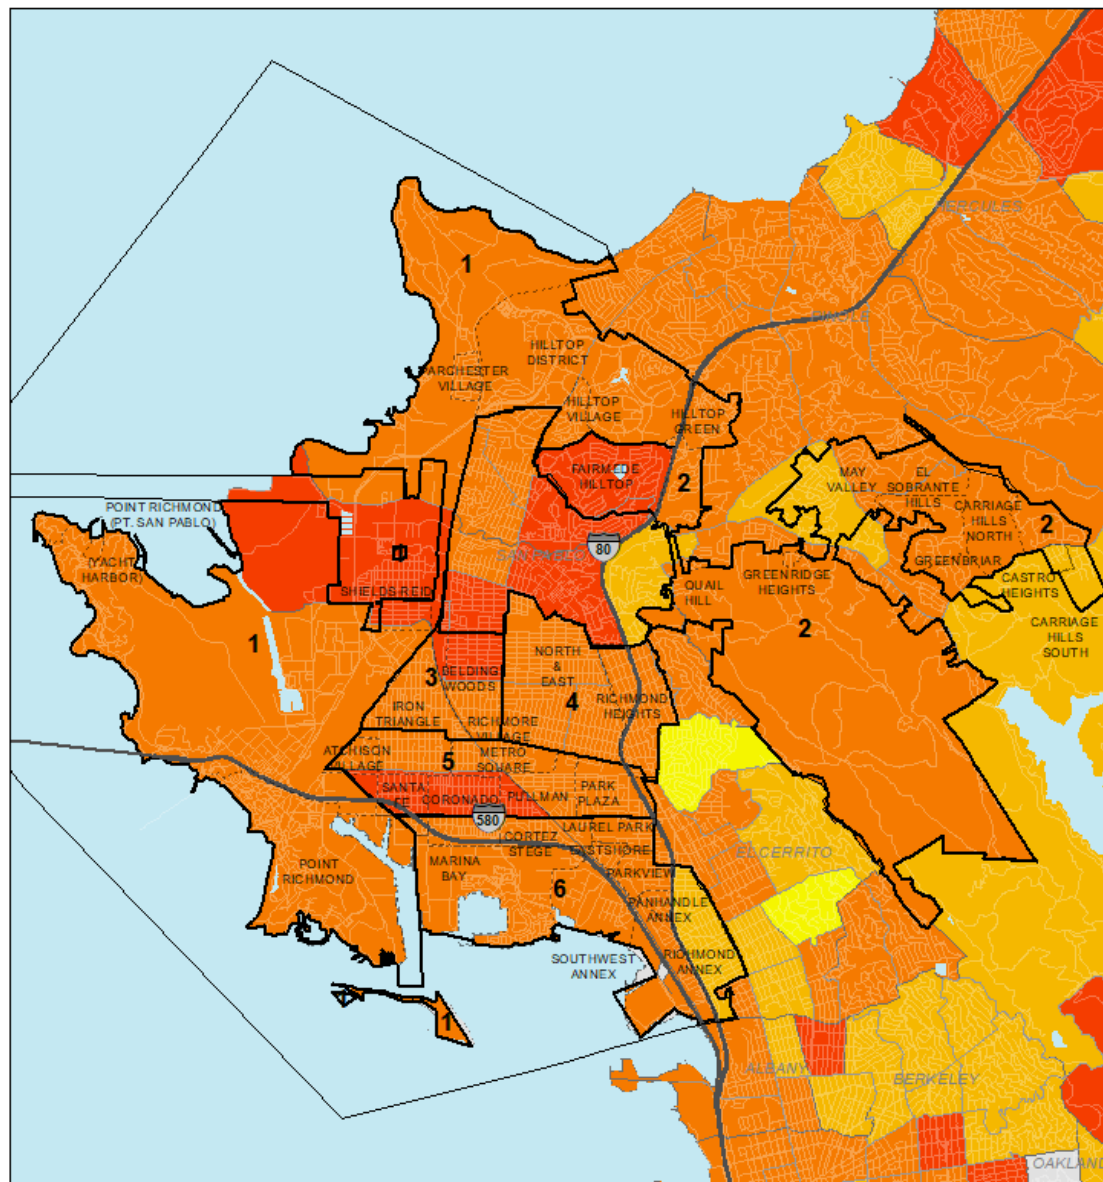 HERCULES
1
PINOLE
HILLTOP
DISTRICT
PARCHESTER
VILLAGE
HILLTOP
VILLAGE
HILLTOP
GREEN
FAIRMEDE
HILLTOP
2
MAY
VALLEY
EL
SOBRANTE
HILLS
CARRIAGE
HILLS
NORTH
2
POINT RICHMOND
(PT. SAN PABLO)
SAN PABLO
80
(YACHT
HARBOR)
SHIELDS REID
QUAIL
HILL
GREENRIDGE
HEIGHTS
GREENBRIAR
CASTRO
HEIGHTS
CARRIAGE
HILLS
SOUTH
1
2
NORTH
&
EAST
3
BELDING
WOODS
4
RICHMOND
HEIGHTS
IRON
TRIANGLE
RICHMORE
VILLAGE
ATCHISON
VILLAGE
5
METRO
SQUARE
SANTA
FE
CORONADO
PULLMAN
PARK
PLAZA
580
CORTEZ
STEGE
LAUREL PARK
EASTSHORE
EL CERRITO
POINT
RICHMOND
MARINA
BAY
6
PARKVIEW
PANHANDLE
ANNEX
SOUTHWEST
ANNEX
RICHMOND
ANNEX
1
ALBANY
BERKELEY
OAKLAND